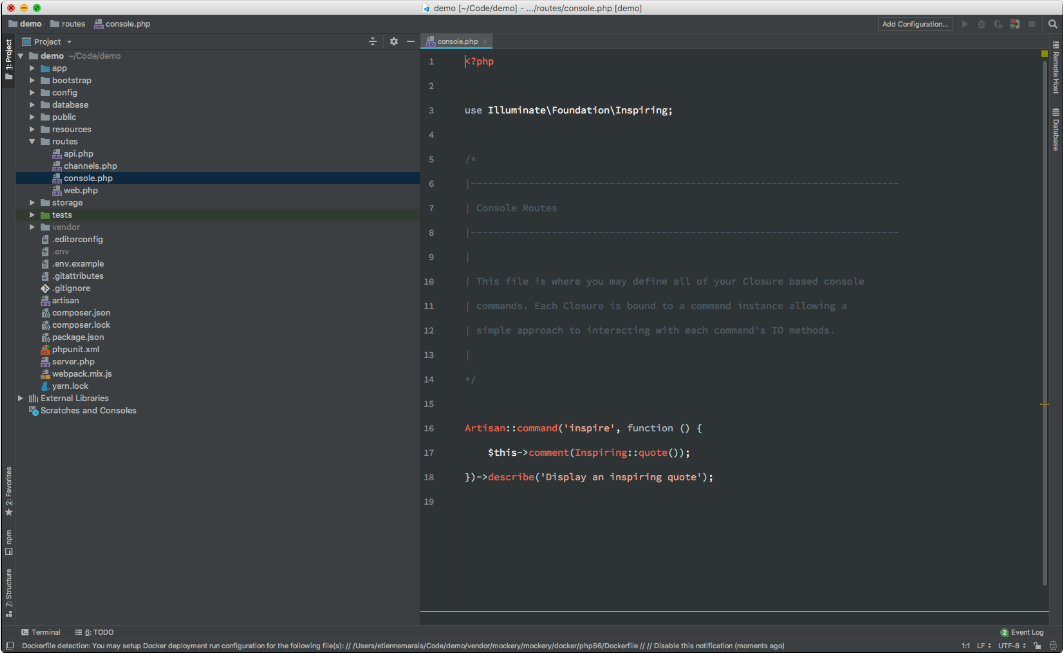 demo [~/Code/demo] - .../routes/console.php [demo]
demo routes console.php
Add Configuration...
1: Project
Project
demo ~/Code/demo
app
bootstrap
config
database
public
resources
routes
api.php
channels.php
console.php
web.php
storage
tests
vendor
.editorconfig
.env
.env.example
.gitattributes
.gitignore
artisan
composer.json
composer.lock
package.json
phpunit.xml
server.php
webpack.mix.js
yarn.lock
External Libraries
Scratches and Consoles
2: Favorites
npm
7: Structure
console.php
1 <?php
2
3 use Illuminate\Foundation\Inspiring;
4
5 /*
6 |--------------------------------------------------------------------------
7 | Console Routes
8 |--------------------------------------------------------------------------
9 |
10 | This file is where you may define all of your Closure based console
11 | commands. Each Closure is bound to a command instance allowing a
12 | simple approach to interacting with each command's IO methods.
13 |
14 */
15
16 Artisan::command('inspire', function () {
17 $this->comment(Inspiring::quote());
18 })->describe('Display an inspiring quote');
19
Remote Host
Database
Terminal
6: TODO
2 Event Log
Dockerfile detection: You may setup Docker deployment run configuration for the following file(s): // /Users/etiennemarais/Code/demo/vendor/mockery/mockery/docker/php56/Dockerfile // // Disable this notification (moments ago)
1:1 LF UTF-8